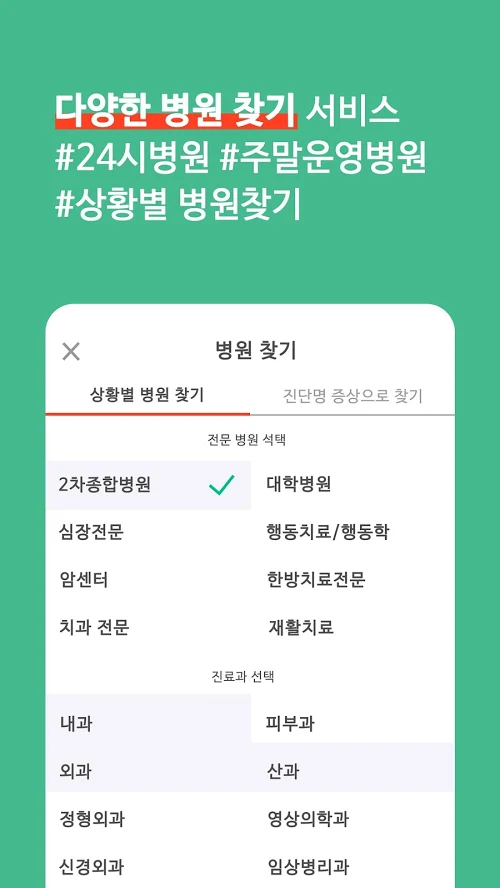 다양한 병원 찾기 서비스
#24시병원 #주말운영병원
#상황별 병원찾기
병원 찾기
상황별 병원 찾기 진단명 증상으로 찾기
전문 병원 석택
2차종합병원 대학병원
심장전문 행동치료/행동학
암센터 한방치료전문
치과 전문 재활치료
진료과 선택
내과 피부과
외과 산과
정형외과 영상의학과
신경외과 임상병리과